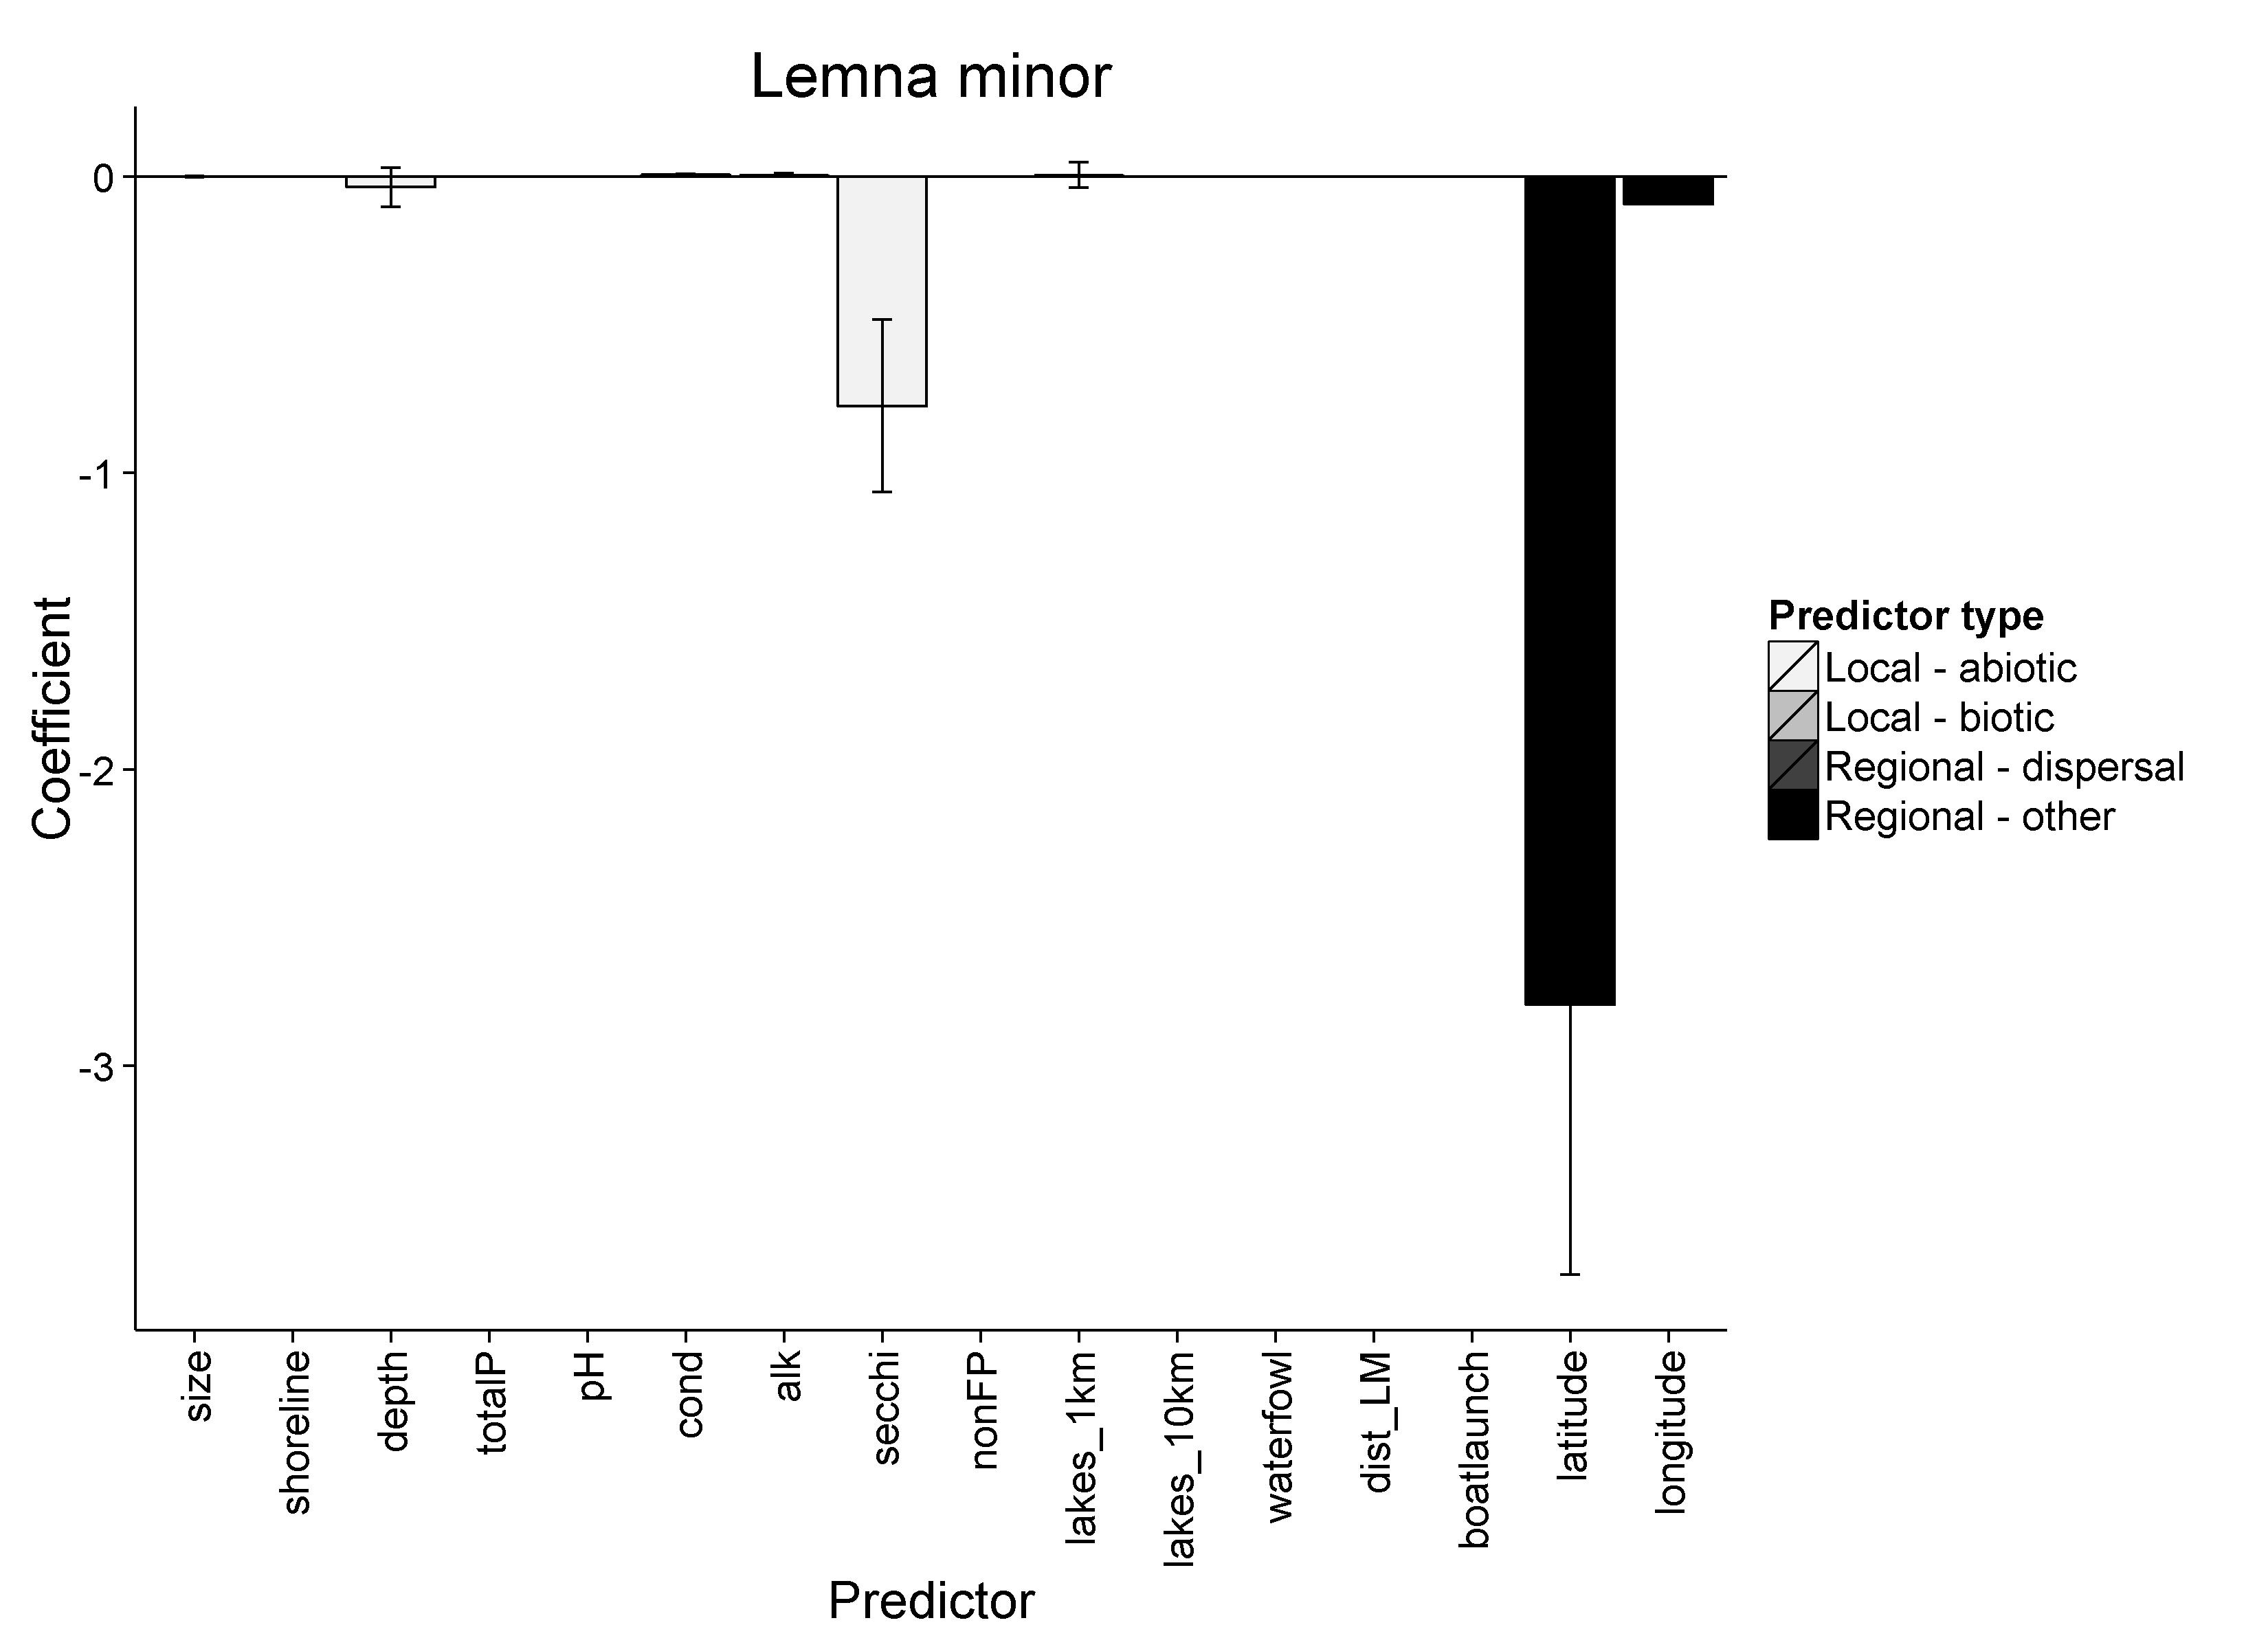 Lemna minor
Coefficient
0
-1
-2
-3
size
shoreline
depth
totalP
pH
cond
alk
secchi
nonFP
lakes_1km
lakes_10km
waterfowl
dist_LM
boatlaunch
latitude
longitude
Predictor
Predictor type
Local - abiotic
Local - biotic
Regional - dispersal
Regional - other